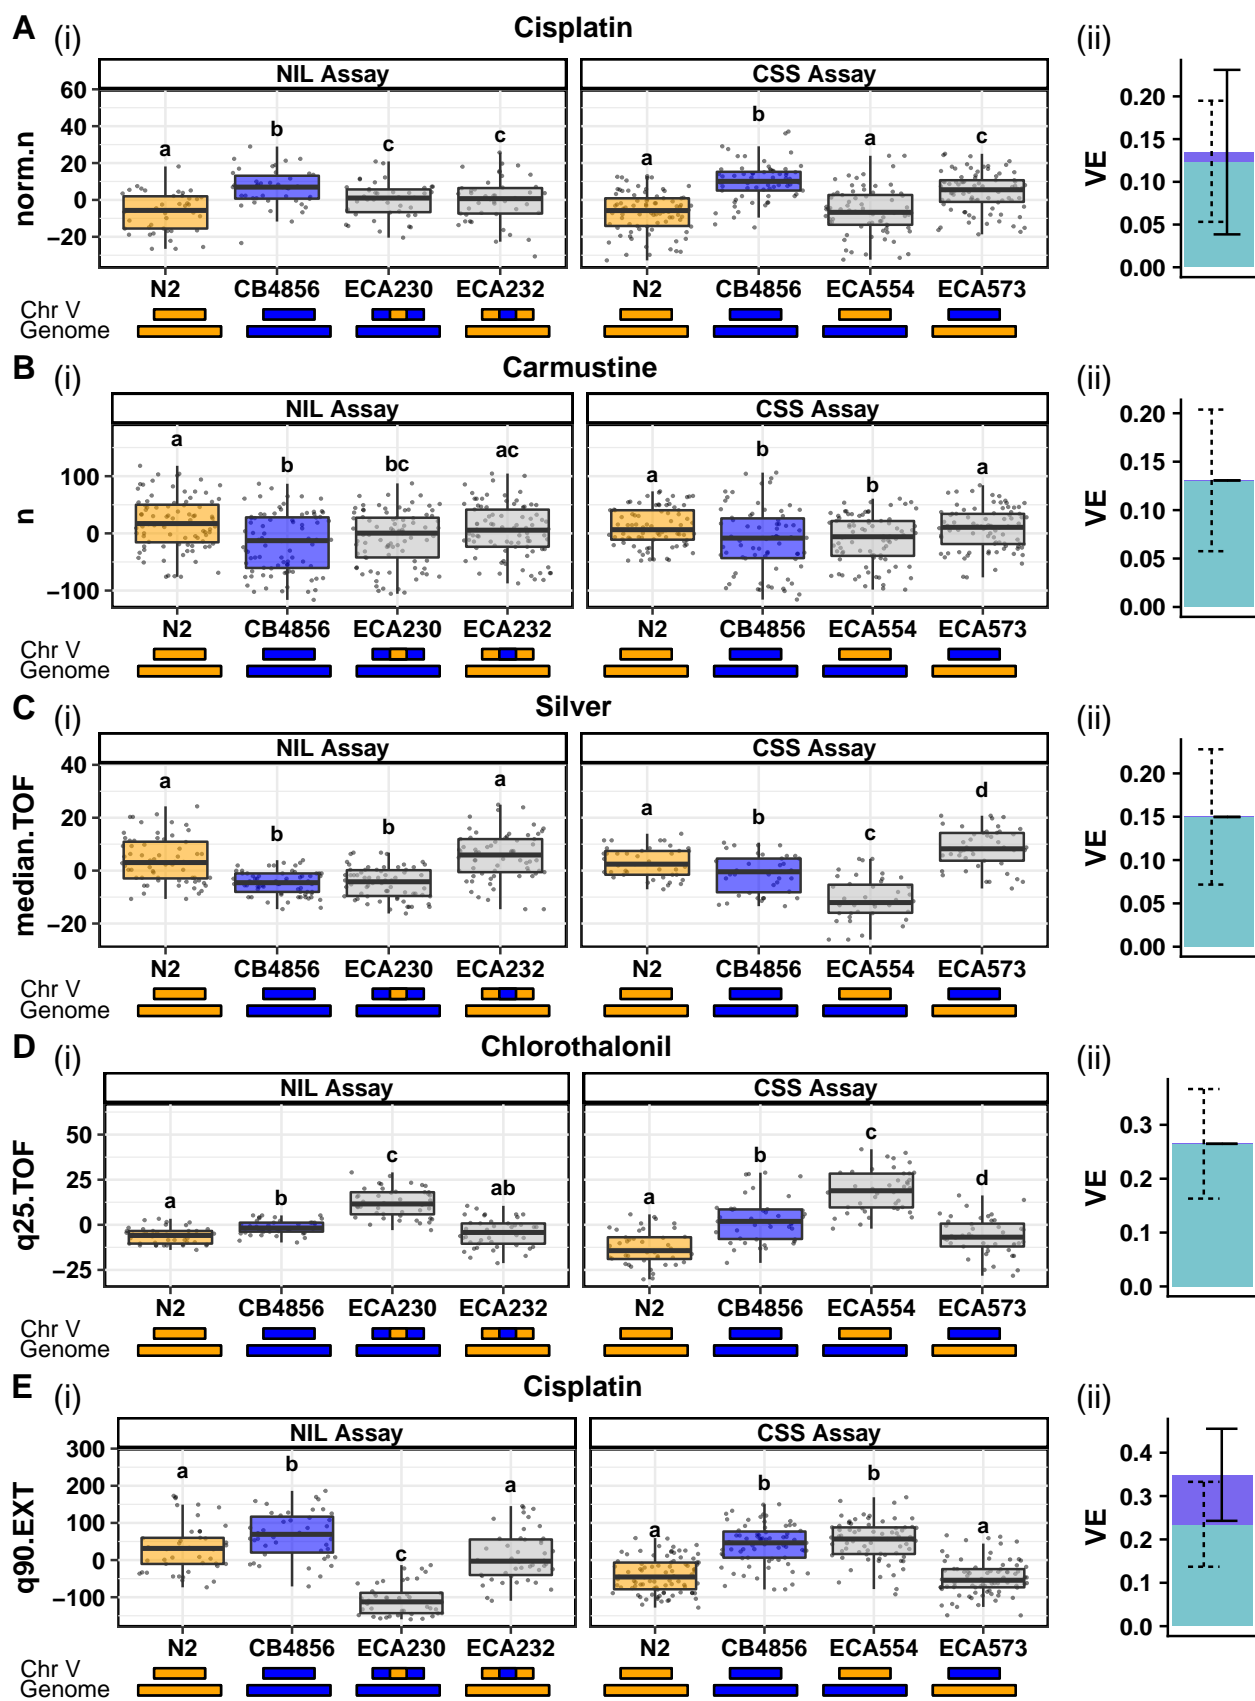 A (i) Cisplatin (ii)
NIL Assay CSS Assay
norm.n
60
40
20
0
−20
a b c c
a b a c
N2 CB4856 ECA230 ECA232 N2 CB4856 ECA554 ECA573
Chr V
Genome
VE
0.20
0.15
0.10
0.05
0.00
B (i) Carmustine (ii)
NIL Assay CSS Assay
n
100
0
−100
a b bc ac
a b b a
N2 CB4856 ECA230 ECA232 N2 CB4856 ECA554 ECA573
Chr V
Genome
VE
0.20
0.15
0.10
0.05
0.00
C (i) Silver (ii)
NIL Assay CSS Assay
median.TOF
40
20
0
−20
a b b a
a b c d
N2 CB4856 ECA230 ECA232 N2 CB4856 ECA554 ECA573
Chr V
Genome
VE
0.20
0.15
0.10
0.05
0.00
D (i) Chlorothalonil (ii)
NIL Assay CSS Assay
q25.TOF
50
25
0
−25
a b c ab
a b c d
N2 CB4856 ECA230 ECA232 N2 CB4856 ECA554 ECA573
Chr V
Genome
VE
0.3
0.2
0.1
0.0
E (i) Cisplatin (ii)
NIL Assay CSS Assay
q90.EXT
300
200
100
0
−100
a b c a
a b b a
N2 CB4856 ECA230 ECA232 N2 CB4856 ECA554 ECA573
Chr V
Genome
VE
0.4
0.3
0.2
0.1
0.0